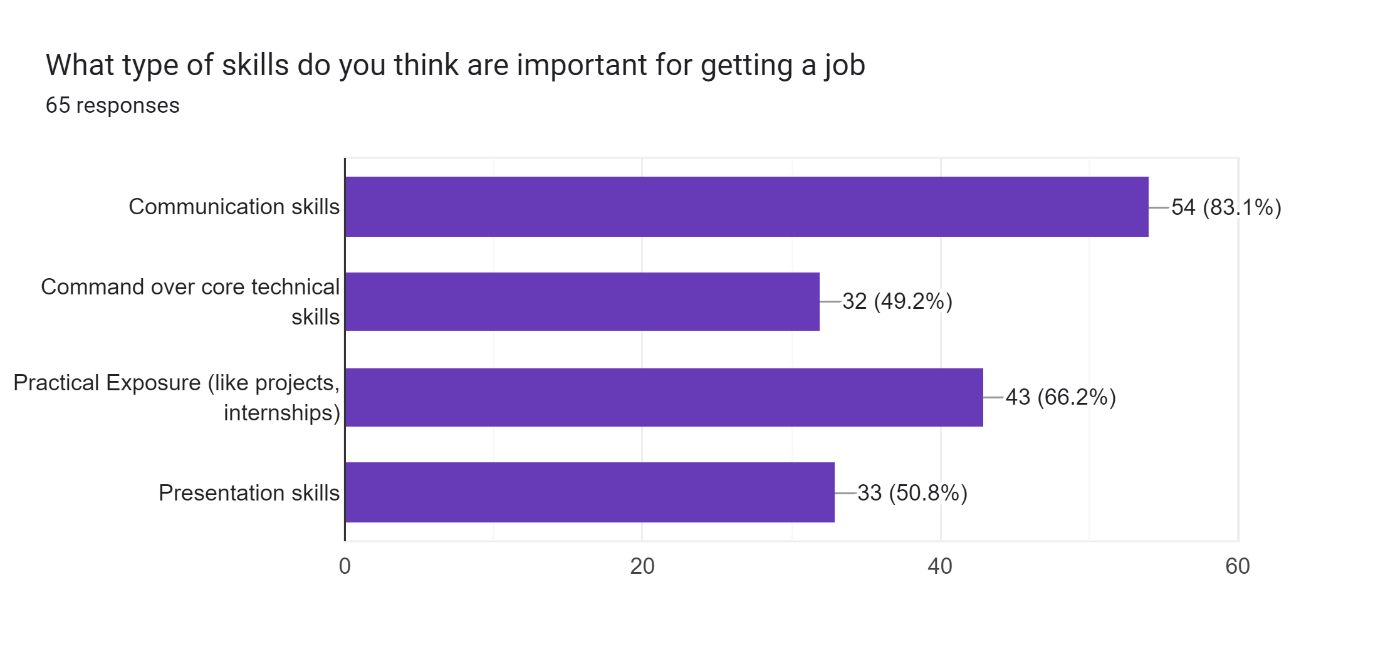 What type of skills do you think are important for getting a job
65 responses
Communication skills
54 (83.1%)
Command over core technical
skills
32 (49.2%)
Practical Exposure (like projects,
internships)
43 (66.2%)
Presentation skills
33 (50.8%)
0 20 40 60